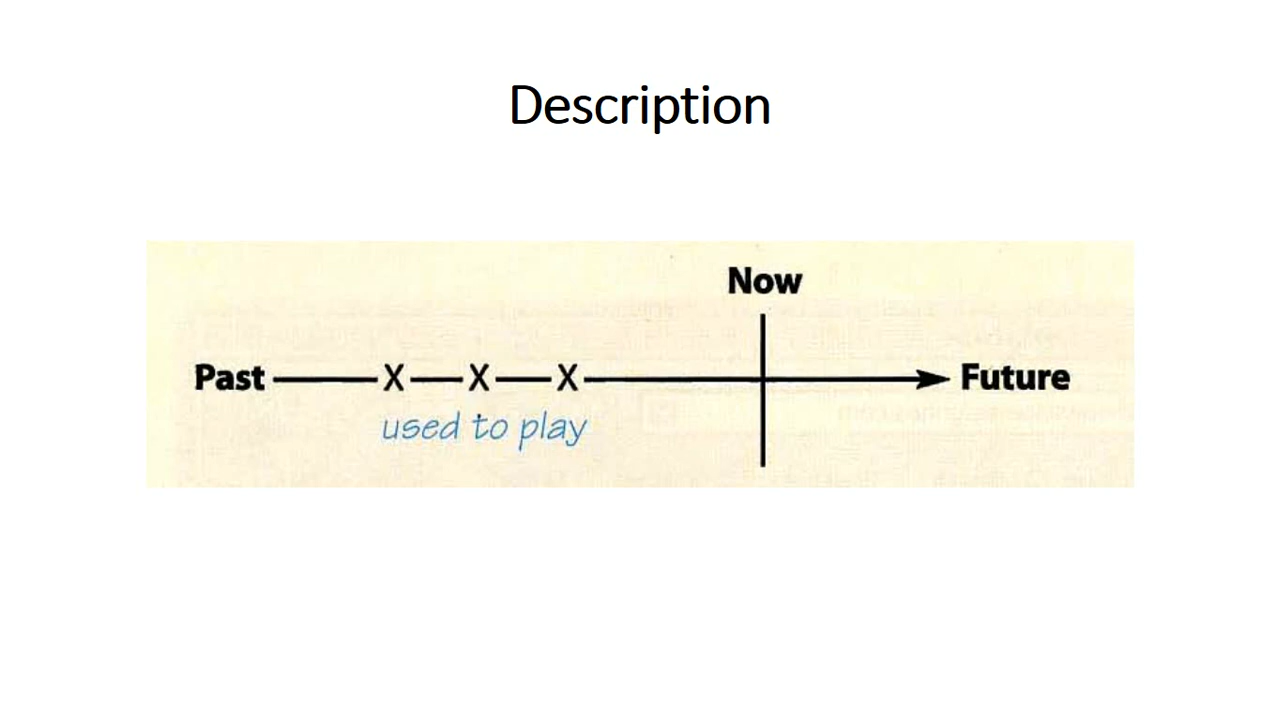 Description
Now
Past X X X Future
used to play